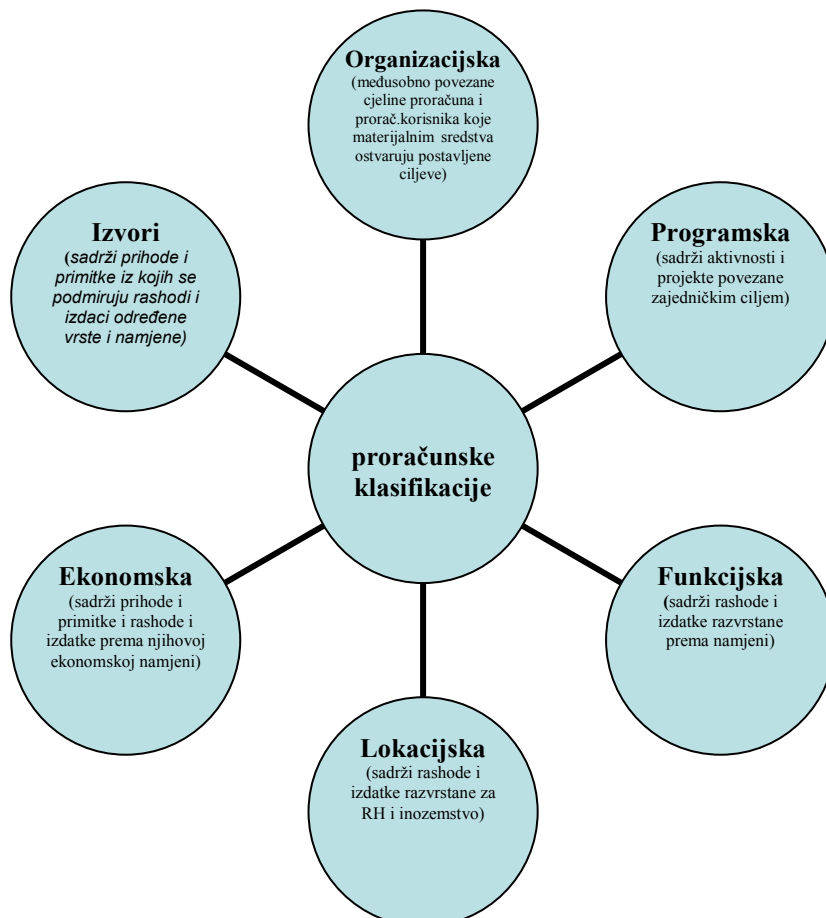 Organizacijska
(međusobno povezane
cjeline proračuna i
prorač.korisnika koje
materijalnim sredstva
ostvaruju postavljene
ciljeve)
Izvori
(sadrži prihode i
primitke iz kojih se
podmiruju rashodi i
izdaci određene
vrste i namjene)
Programska
(sadrži aktivnosti i
projekte povezane
zajedničkim ciljem)
proračunske
klasifikacije
Ekonomska
(sadrži prihode i
primitke i rashode i
izdatke prema njihovoj
ekonomskoj namjeni)
Funkcijska
(sadrži rashode i
izdatke razvrstane
prema namjeni)
Lokacijska
(sadrži rashode i
izdatke razvrstane za
RH i inozemstvo)